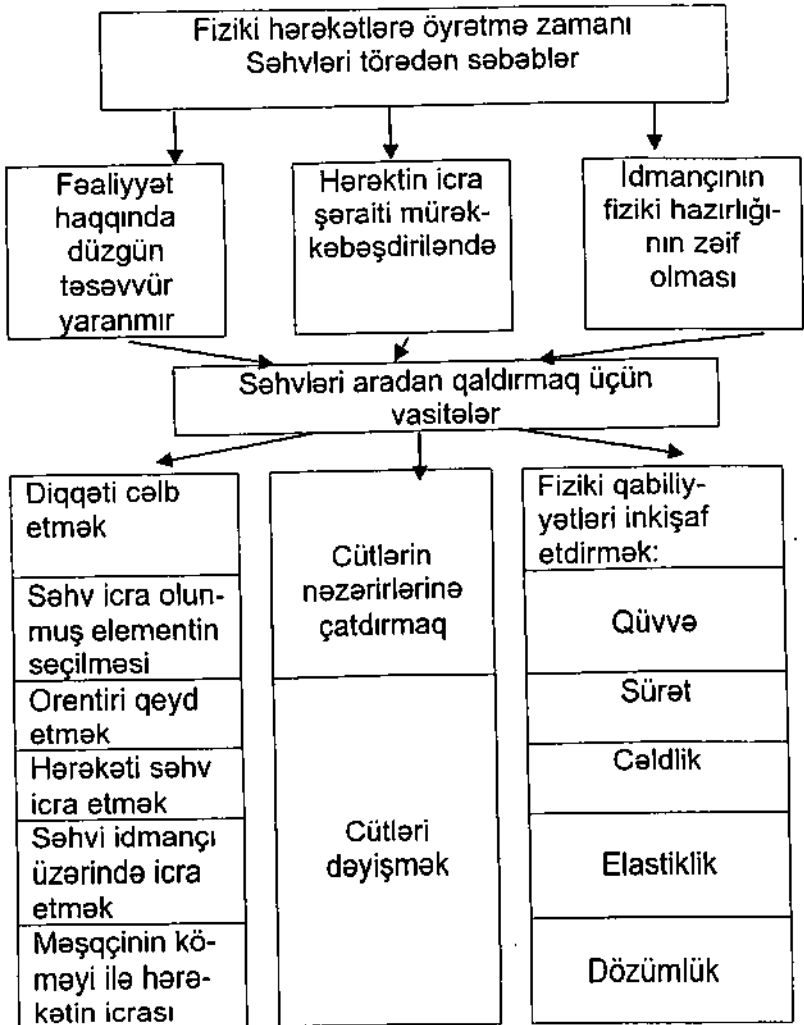 Fiziki hərəkətlərə öyrətmə zamanı
Səhvləri törədən səbəblər
Fəaliyyət
haqqında
düzgün
təsəvvür
yaranmır
Hərəktin icra
şəraiti mürək-
kəbəşdiriləndə
İdmançının
fiziki hazırlığı-
nın zəif
olması
Səhvləri aradan qaldırmaq üçün
vasitələr
Diqqəti cəlb
etmək
Səhv icra olun-
muş elementin
seçilməsi
Orentiri qeyd
etmək
Hərəkəti səhv
icra etmək
Səhvi idmançı
üzərində icra
etmək
Məşqçinin kö-
məyi ilə hərə-
kətin icrası
Cütlərin
nəzərirlərinə
çatdırmaq
Cütləri
dəyişmək
Fiziki qabiliy-
yətləri inkişaf
etdirmək:
Qüvvə
Sürət
Cəldlik
Elastiklik
Dözümlük